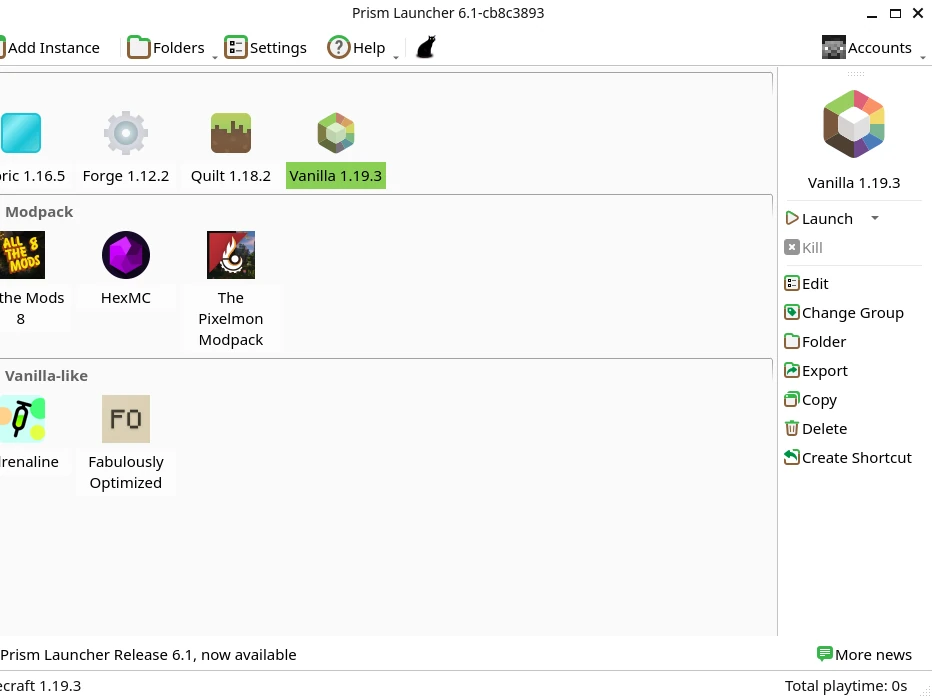 Prism Launcher 6.1-cb8c3893
Add Instance Folders Settings Help Accounts
1.16.5 Forge 1.12.2 Quilt 1.18.2 Vanilla 1.19.3
Modpack
ALL THE MODS 8
the Mods 8
HexMC
The Pixelmon Modpack
Vanilla-like
FO
Fabulously Optimized
Vanilla 1.19.3
Launch
Kill
Edit
Change Group
Folder
Export
Copy
Delete
Create Shortcut
Prism Launcher Release 6.1, now available
More news
1.19.3
Total playtime: 0s